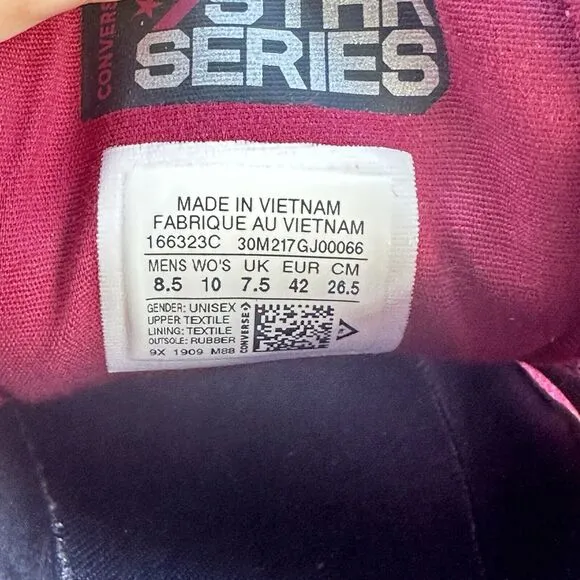 CONVERSE
STAR
SERIES
MADE IN VIETNAM
FABRIQUE AU VIETNAM
166323C 30M217GJ00066
MENS WO'S UK EUR CM
8.5 10 7.5 42 26.5
GENDER: UNISEX
UPPER TEXTILE
LINING: TEXTILE
OUTSOLE: RUBBER
9X 1909 M88
CONVERSE